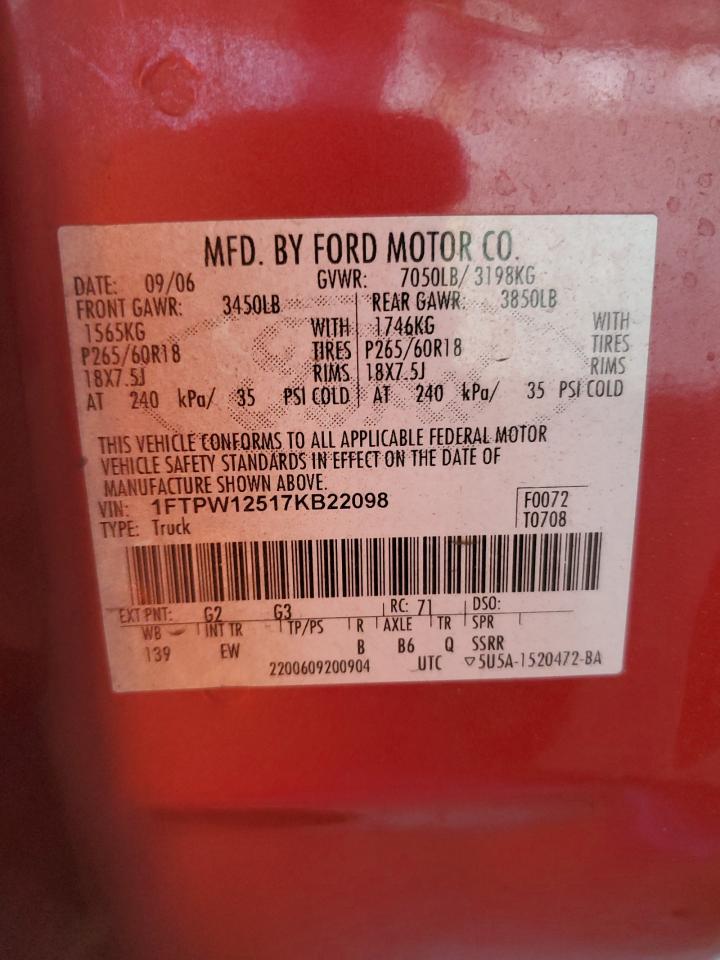 MFD. BY FORD MOTOR CO.
DATE: 09/06 GVWR: 7050LB/ 3198KG
FRONT GAWR: 3450LB REAR GAWR: 3850LB
1565KG WITH 1746KG WITH
P265/60R18 TIRES P265/60R18 TIRES
18X7.5J RIMS 18X7.5J RIMS
AT 240 kPa/ 35 PSI COLD AT 240 kPa/ 35 PSI COLD
THIS VEHICLE CONFORMS TO ALL APPLICABLE FEDERAL MOTOR
VEHICLE SAFETY STANDARDS IN EFFECT ON THE DATE OF
MANUFACTURE SHOWN ABOVE.
VIN: 1FTPW12517KB22098 F0072
TYPE: Truck T0708
EXT PNT: G2 G3 RC: 71 DSO:
WB INT TR TP/PS R AXLE TR SPR
139 EW B B6 Q SSRR
2200609200904 UTC ▽5U5A-1520472-BA